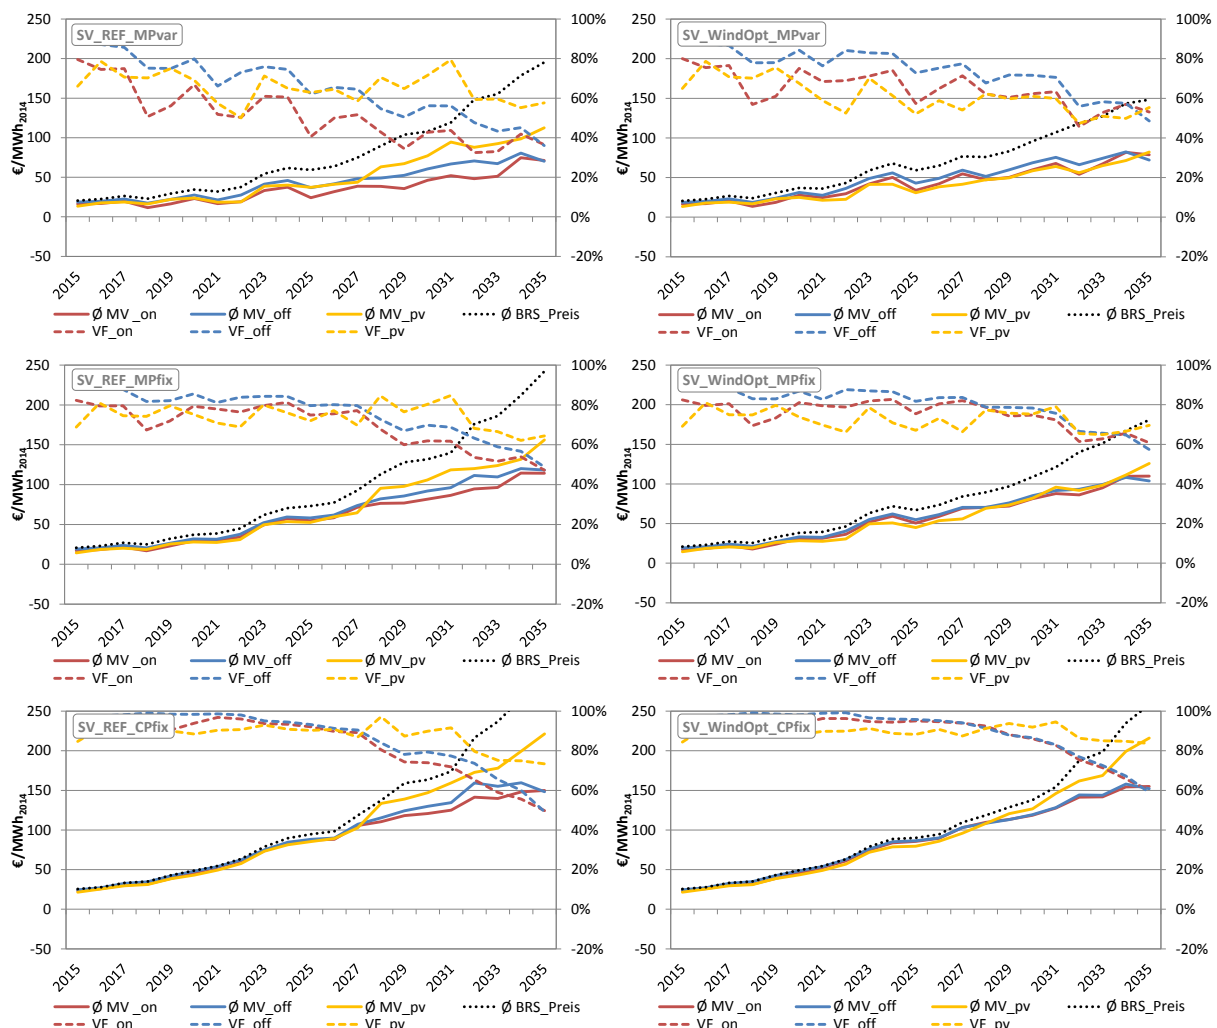 SV_REF_MPvar
€/MWh2014
250
200
150
100
50
0
-50
100%
80%
60%
40%
20%
0%
-20%
2015 2017 2019 2021 2023 2025 2027 2029 2031 2033 2035
Ø MV _on Ø MV_off Ø MV_pv Ø BRS_Preis
VF_on VF_off VF_pv
SV_WindOpt_MPvar
€/MWh2014
250
200
150
100
50
0
-50
100%
80%
60%
40%
20%
0%
-20%
2015 2017 2019 2021 2023 2025 2027 2029 2031 2033 2035
Ø MV _on Ø MV_off Ø MV_pv Ø BRS_Preis
VF_on VF_off VF_pv
SV_REF_MPfix
€/MWh2014
250
200
150
100
50
0
-50
100%
80%
60%
40%
20%
0%
-20%
2015 2017 2019 2021 2023 2025 2027 2029 2031 2033 2035
Ø MV _on Ø MV_off Ø MV_pv Ø BRS_Preis
VF_on VF_off VF_pv
SV_WindOpt_MPfix
€/MWh2014
250
200
150
100
50
0
-50
100%
80%
60%
40%
20%
0%
-20%
2015 2017 2019 2021 2023 2025 2027 2029 2031 2033 2035
Ø MV _on Ø MV_off Ø MV_pv Ø BRS_Preis
VF_on VF_off VF_pv
SV_REF_CPfix
€/MWh2014
250
200
150
100
50
0
-50
100%
80%
60%
40%
20%
0%
-20%
2015 2017 2019 2021 2023 2025 2027 2029 2031 2033 2035
Ø MV _on Ø MV_off Ø MV_pv Ø BRS_Preis
VF_on VF_off VF_pv
SV_WindOpt_CPfix
€/MWh2014
250
200
150
100
50
0
-50
100%
80%
60%
40%
20%
0%
-20%
2015 2017 2019 2021 2023 2025 2027 2029 2031 2033 2035
Ø MV _on Ø MV_off Ø MV_pv Ø BRS_Preis
VF_on VF_off VF_pv